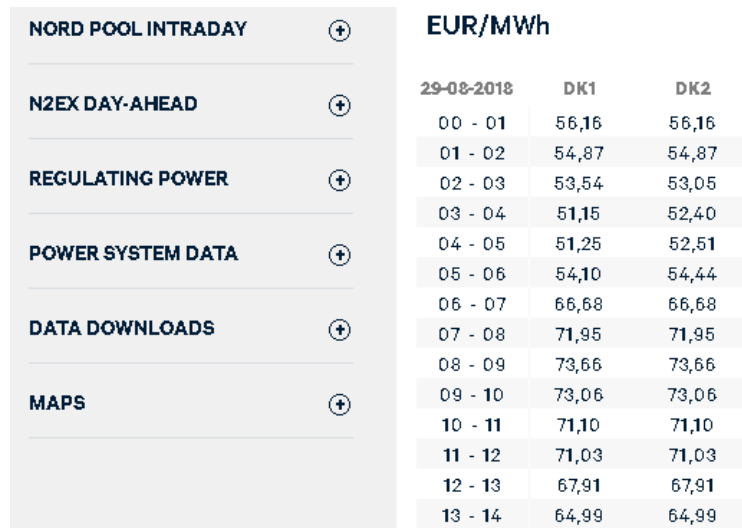 NORD POOL INTRADAY
N2EX DAY-AHEAD
REGULATING POWER
POWER SYSTEM DATA
DATA DOWNLOADS
MAPS
EUR/MWh
29-08-2018 DK1 DK2
00 - 01 56,16 56,16
01 - 02 54,87 54,87
02 - 03 53,54 53,05
03 - 04 51,15 52,40
04 - 05 51,25 52,51
05 - 06 54,10 54,44
06 - 07 66,68 66,68
07 - 08 71,95 71,95
08 - 09 73,66 73,66
09 - 10 73,06 73,06
10 - 11 71,10 71,10
11 - 12 71,03 71,03
12 - 13 67,91 67,91
13 - 14 64,99 64,99